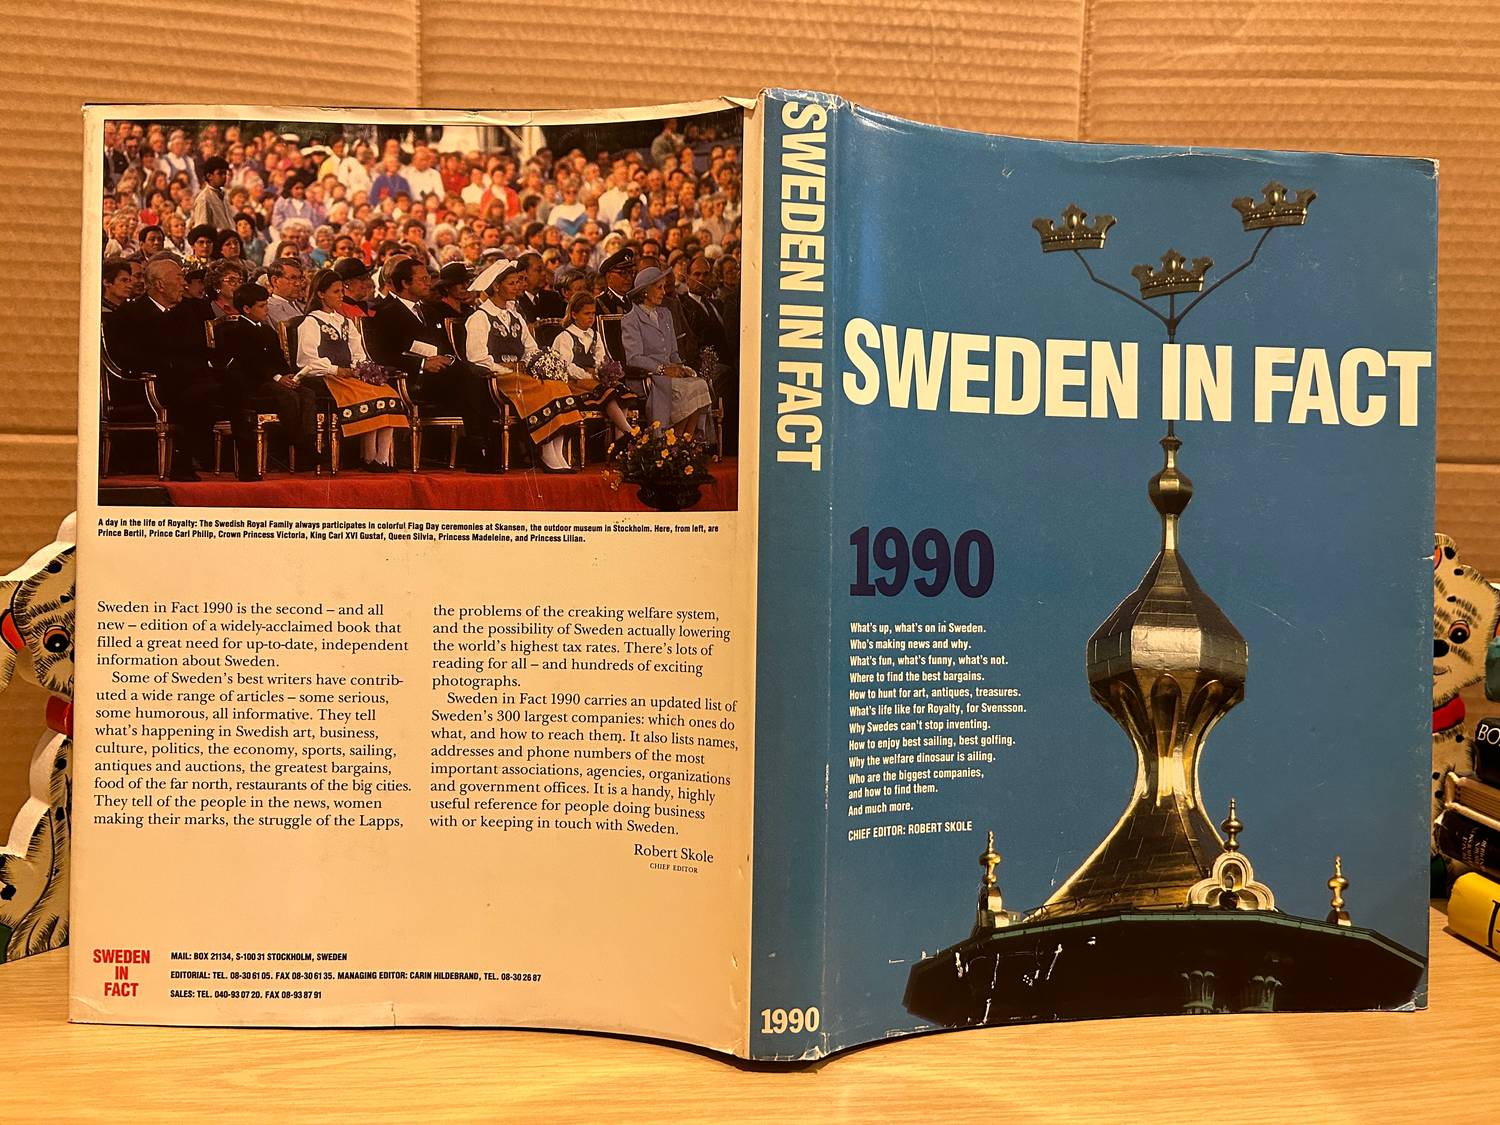 A day in the life of Royalty: The Swedish Royal Family always participates in colorful Flag Day ceremonies at Skansen, the outdoor museum in Stockholm. Here, from left, are
Prince Bertil, Prince Carl Philip, Crown Princess Victoria, King Carl XVI Gustaf, Queen Silvia, Princess Madeleine, and Princess Lilian.
Sweden in Fact 1990 is the second – and all
new – edition of a widely-acclaimed book that
filled a great need for up-to-date, independent
information about Sweden.
Some of Sweden's best writers have contrib-
uted a wide range of articles – some serious,
some humorous, all informative. They tell
what's happening in Swedish art, business,
culture, politics, the economy, sports, sailing,
antiques and auctions, the greatest bargains,
food of the far north, restaurants of the big cities.
They tell of the people in the news, women
making their marks, the struggle of the Lapps,
the problems of the creaking welfare system,
and the possibility of Sweden actually lowering
the world's highest tax rates. There's lots of
reading for all – and hundreds of exciting
photographs.
Sweden in Fact 1990 carries an updated list of
Sweden's 300 largest companies: which ones do
what, and how to reach them. It also lists names,
addresses and phone numbers of the most
important associations, agencies, organizations
and government offices. It is a handy, highly
useful reference for people doing business
with or keeping in touch with Sweden.
Robert Skole
CHIEF EDITOR
SWEDEN
IN
FACT
MAIL: BOX 21134, S-100 31 STOCKHOLM, SWEDEN
EDITORIAL: TEL. 08-30 61 05. FAX 08-30 61 35. MANAGING EDITOR: CARIN HILDEBRAND, TEL. 08-30 26 87
SALES: TEL. 040-93 07 20. FAX 08-93 87 91
SWEDEN IN FACT
1990
SWEDEN IN FACT
1990
What's up, what's on in Sweden.
Who's making news and why.
What's fun, what's funny, what's not.
Where to find the best bargains.
How to hunt for art, antiques, treasures.
What's life like for Royalty, for Svensson.
Why Swedes can't stop inventing.
How to enjoy best sailing, best golfing.
Why the welfare dinosaur is ailing.
Who are the biggest companies,
and how to find them.
And much more.
CHIEF EDITOR: ROBERT SKOLE